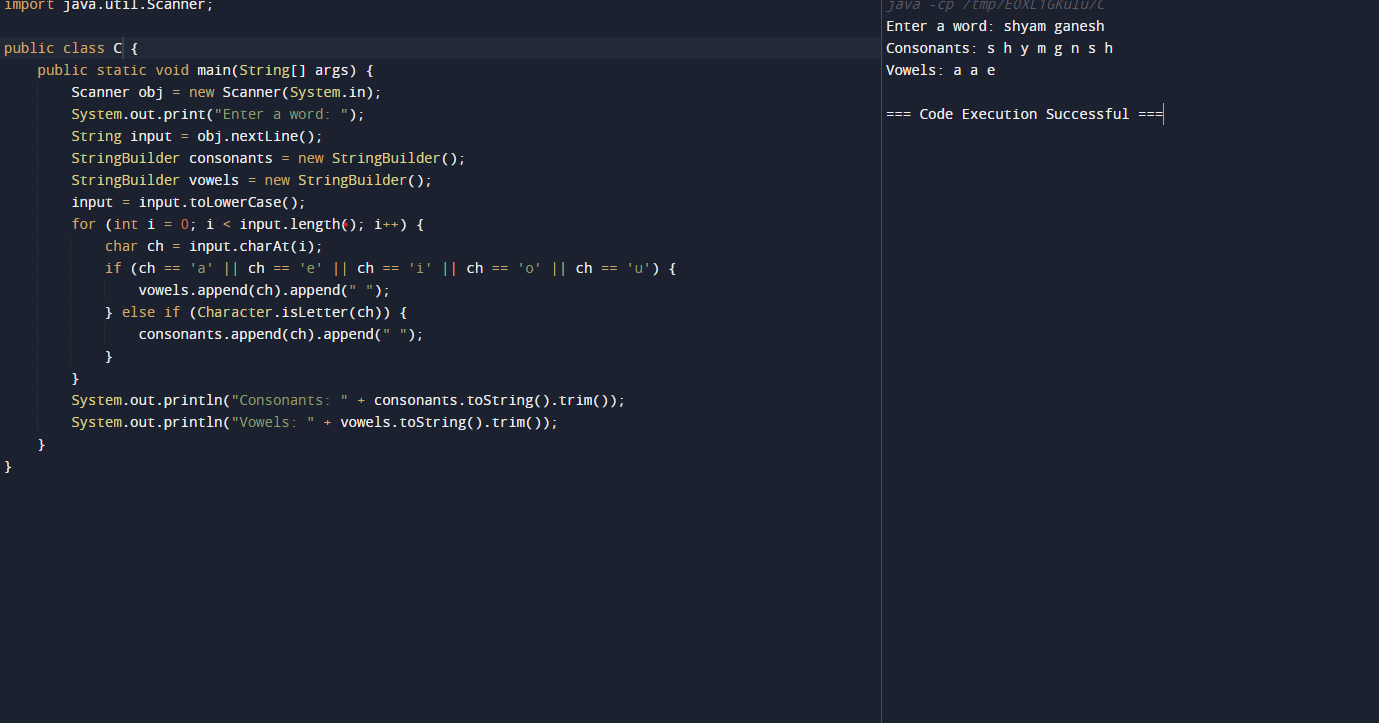 import java.util.Scanner;
public class C {
public static void main(String[] args) {
Scanner obj = new Scanner(System.in);
System.out.print("Enter a word: ");
String input = obj.nextLine();
StringBuilder consonants = new StringBuilder();
StringBuilder vowels = new StringBuilder();
input = input.toLowerCase();
for (int i = 0; i < input.length(); i++) {
char ch = input.charAt(i);
if (ch == 'a' || ch == 'e' || ch == 'i' || ch == 'o' || ch == 'u') {
vowels.append(ch).append(" ");
} else if (Character.isLetter(ch)) {
consonants.append(ch).append(" ");
}
}
System.out.println("Consonants: " + consonants.toString().trim());
System.out.println("Vowels: " + vowels.toString().trim());
}
}
java -cp
Enter a word: shyam ganesh
Consonants: s h y m g n s h
Vowels: a a e
=== Code Execution Successful ===